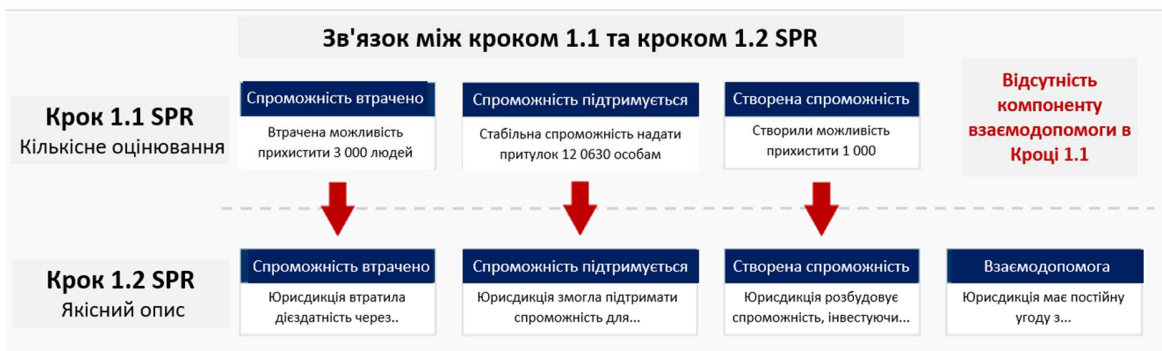 Зв'язок між кроком 1.1 та кроком 1.2 SPR
Крок 1.1 SPR
Кількісне оцінювання
Спроможність втрачено
Втрачена можливість
прихистити 3 000 людей
Спроможність підтримується
Стабільна спроможність надати
притулок 12 0630 особам
Створена спроможність
Створили можливість
прихистити 1 000
Відсутність
компоненту
взаємодопомоги в
Кроці 1.1
Крок 1.2 SPR
Якісний опис
Спроможність втрачено
Юрисдикція втратила
дієздатність через..
Спроможність підтримується
Юрисдикція змогла підтримати
спроможність для...
Створена спроможність
Юрисдикція розбудовує
спроможність, інвестуючи...
Взаємодопомога
Юрисдикція має постійну
угоду з...